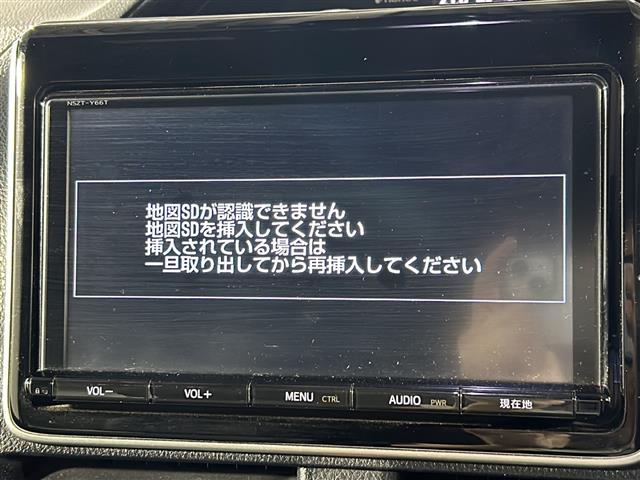 NSZT-Y66T
地図SDが認識できません
地図SDを挿入してください
挿入されている場合は
一旦取り出してから再挿入してください
VOL− VOL+ MENU CTRL AUDIO PWR 現在地